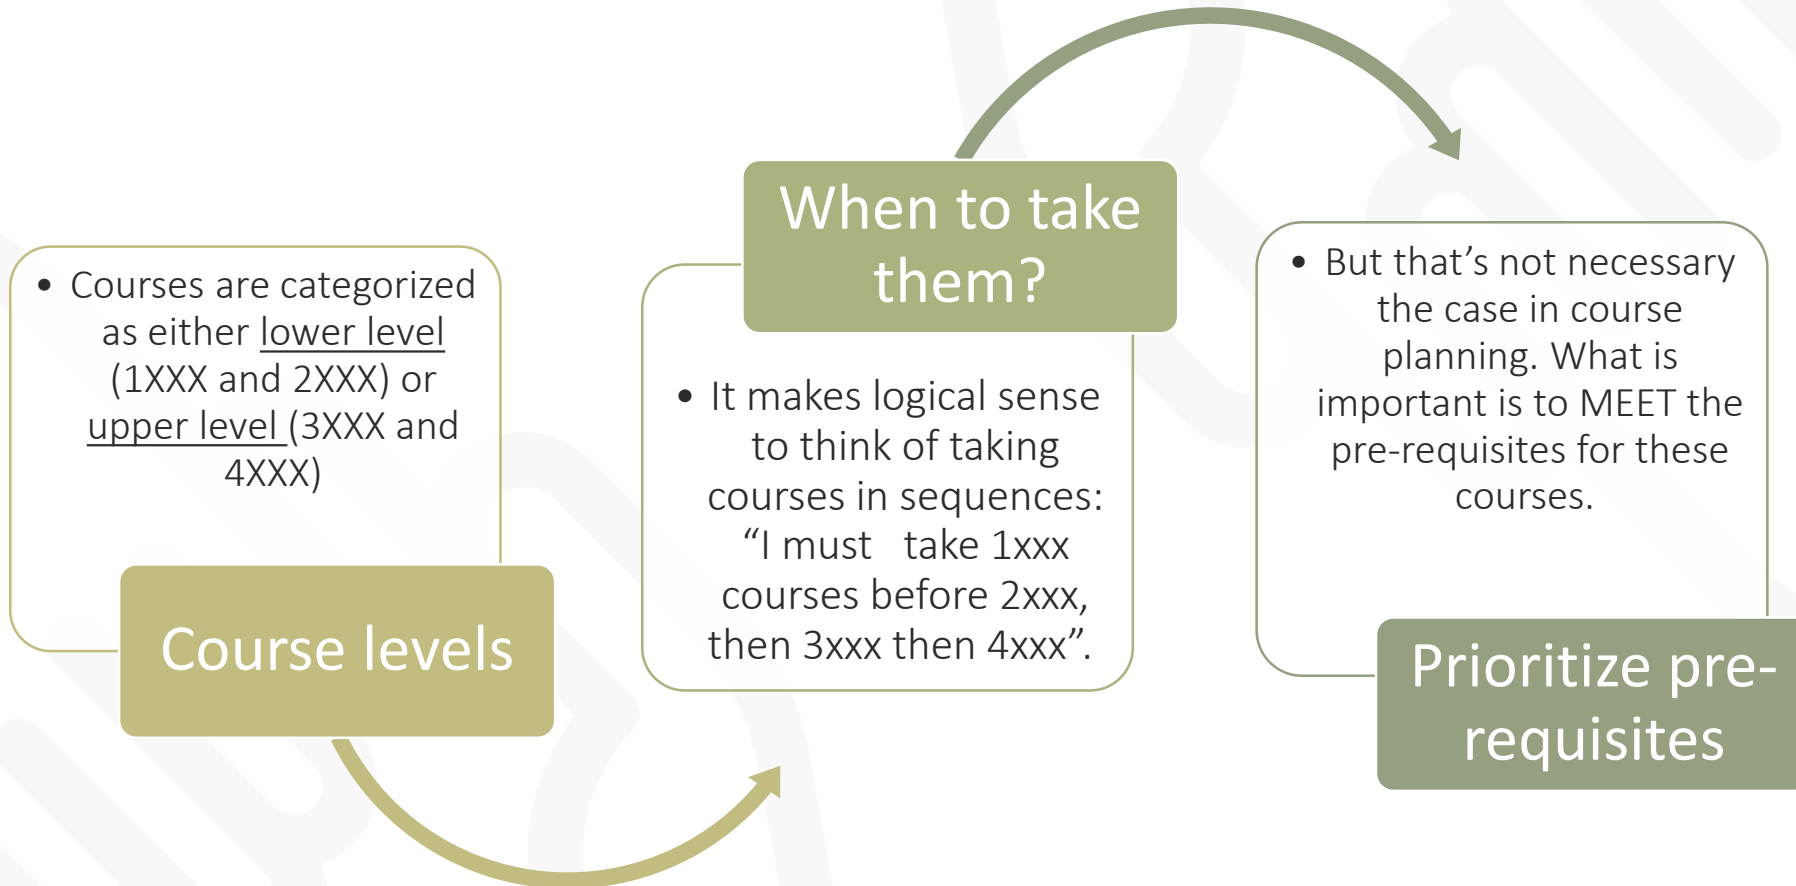 • Courses are categorized
as either lower level
(1XXX and 2XXX) or
upper level (3XXX and
4XXX)
Course levels
When to take
them?
• It makes logical sense
to think of taking
courses in sequences:
“I must take 1xxx
courses before 2xxx,
then 3xxx then 4xxx”.
• But that’s not necessary
the case in course
planning. What is
important is to MEET the
pre-requisites for these
courses.
Prioritize pre-
requisites